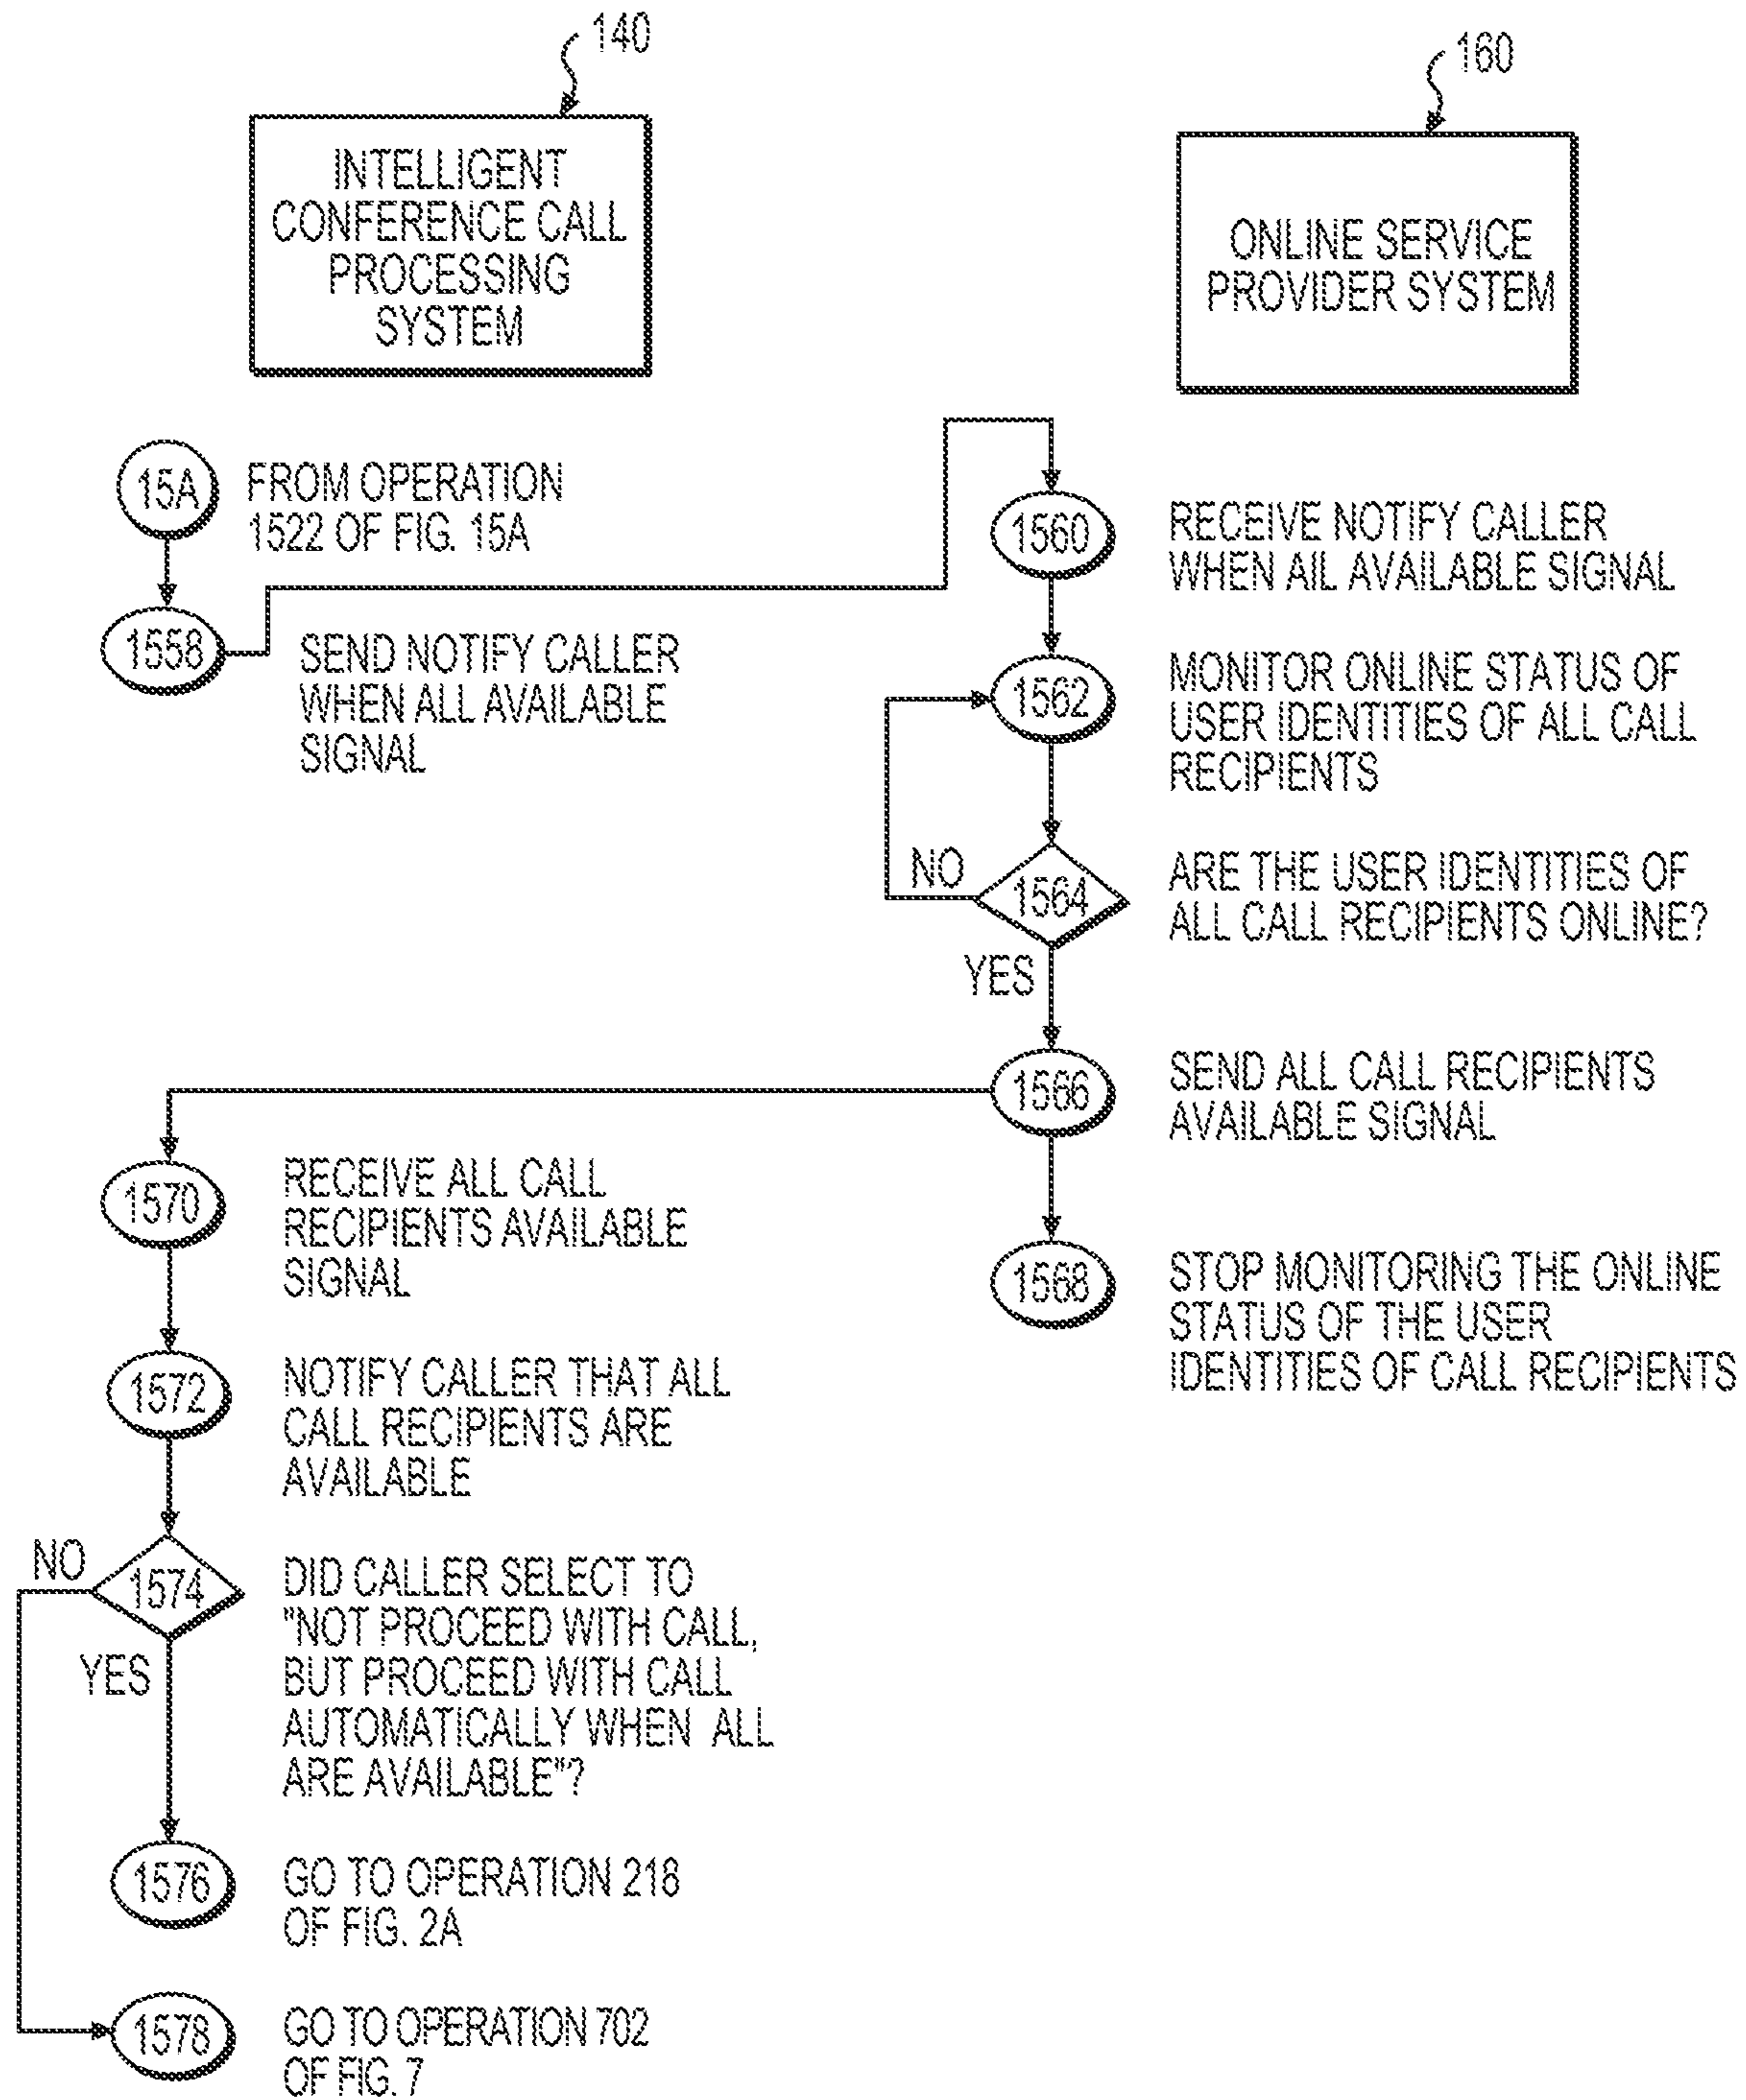 140
INTELLIGENT
CONFERENCE CALL
PROCESSING
SYSTEM
160
ONLINE SERVICE
PROVIDER SYSTEM
15A
FROM OPERATION
1522 OF FIG. 15A
1558
SEND NOTIFY CALLER
WHEN ALL AVAILABLE
SIGNAL
1560
RECEIVE NOTIFY CALLER
WHEN AIL AVAILABLE SIGNAL
1562
MONITOR ONLINE STATUS OF
USER IDENTITIES OF ALL CALL
RECIPIENTS
NO
1564
ARE THE USER IDENTITIES OF
ALL CALL RECIPIENTS ONLINE?
YES
1566
SEND ALL CALL RECIPIENTS
AVAILABLE SIGNAL
1568
STOP MONITORING THE ONLINE
STATUS OF THE USER
IDENTITIES OF CALL RECIPIENTS
1570
RECEIVE ALL CALL
RECIPIENTS AVAILABLE
SIGNAL
1572
NOTIFY CALLER THAT ALL
CALL RECIPIENTS ARE
AVAILABLE
NO
1574
YES
DID CALLER SELECT TO
"NOT PROCEED WITH CALL,
BUT PROCEED WITH CALL
AUTOMATICALLY WHEN ALL
ARE AVAILABLE"?
1576
GO TO OPERATION 218
OF FIG. 2A
1578
GO TO OPERATION 702
OF FIG. 7